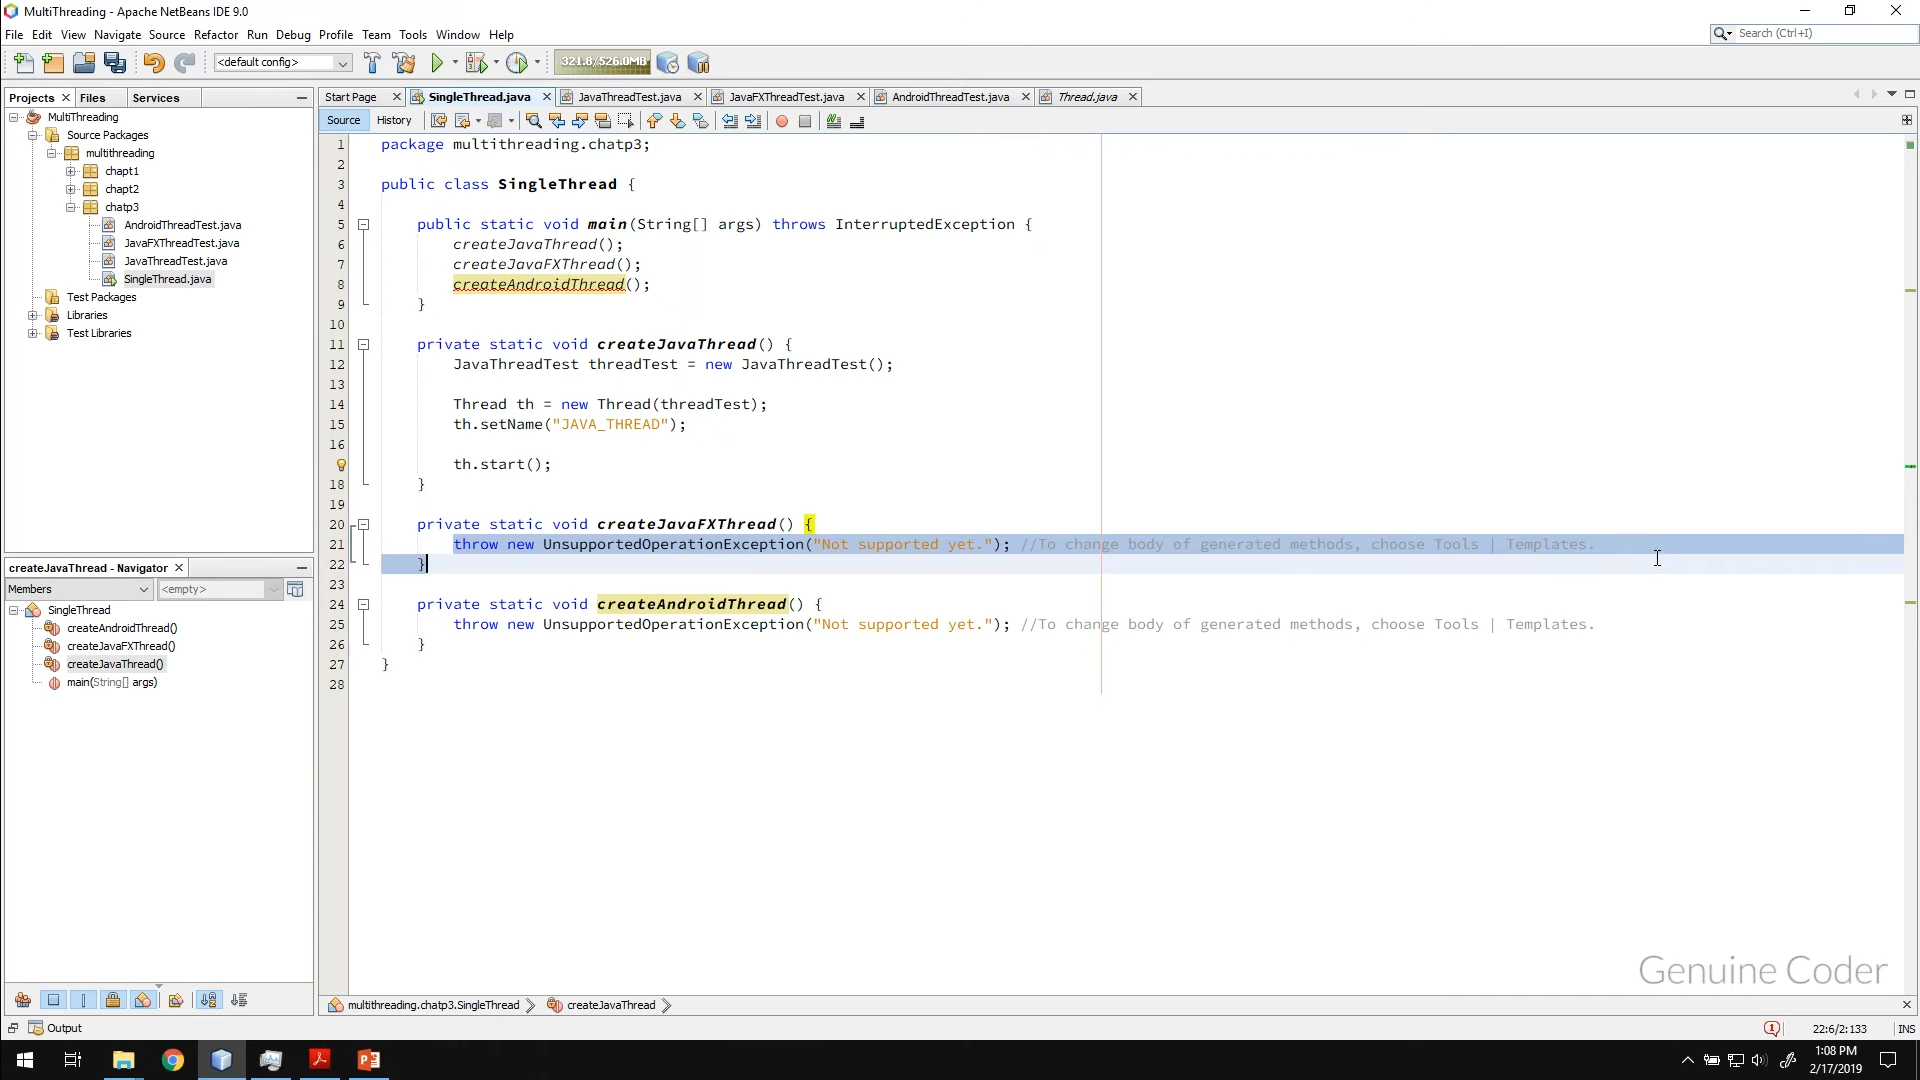 MultiThreading - Apache NetBeans IDE 9.0
File Edit View Navigate Source Refactor Run Debug Profile Team Tools Window Help
Search (Ctrl+I)
<default config>
321.8/526.0MB
Projects Files Services
Start Page SingleThread.java JavaThreadTest.java JavaFXThreadTest.java AndroidThreadTest.java Thread.java
Source History
MultiThreading
Source Packages
multithreading
chapt1
chapt2
chatp3
AndroidThreadTest.java
JavaFXThreadTest.java
JavaThreadTest.java
SingleThread.java
Test Packages
Libraries
Test Libraries
createJavaThread - Navigator
Members
<empty>
SingleThread
createAndroidThread()
createJavaFXThread()
createJavaThread()
main(String[] args)
1 package multithreading.chatp3;
2
3 public class SingleThread {
4
5 public static void main(String[] args) throws InterruptedException {
6 createJavaThread();
7 createJavaFXThread();
8 createAndroidThread();
9 }
10
11 private static void createJavaThread() {
12 JavaThreadTest threadTest = new JavaThreadTest();
13
14 Thread th = new Thread(threadTest);
15 th.setName("JAVA_THREAD");
16
th.start();
18 }
19
20 private static void createJavaFXThread() {
21 throw new UnsupportedOperationException("Not supported yet."); //To change body of generated methods, choose Tools | Templates.
22 }
23
24 private static void createAndroidThread() {
25 throw new UnsupportedOperationException("Not supported yet."); //To change body of generated methods, choose Tools | Templates.
26 }
27 }
28
Genuine Coder
multithreading.chatp3.SingleThread createJavaThread
Output
1
22:6/2:133
INS
1:08 PM
2/17/2019